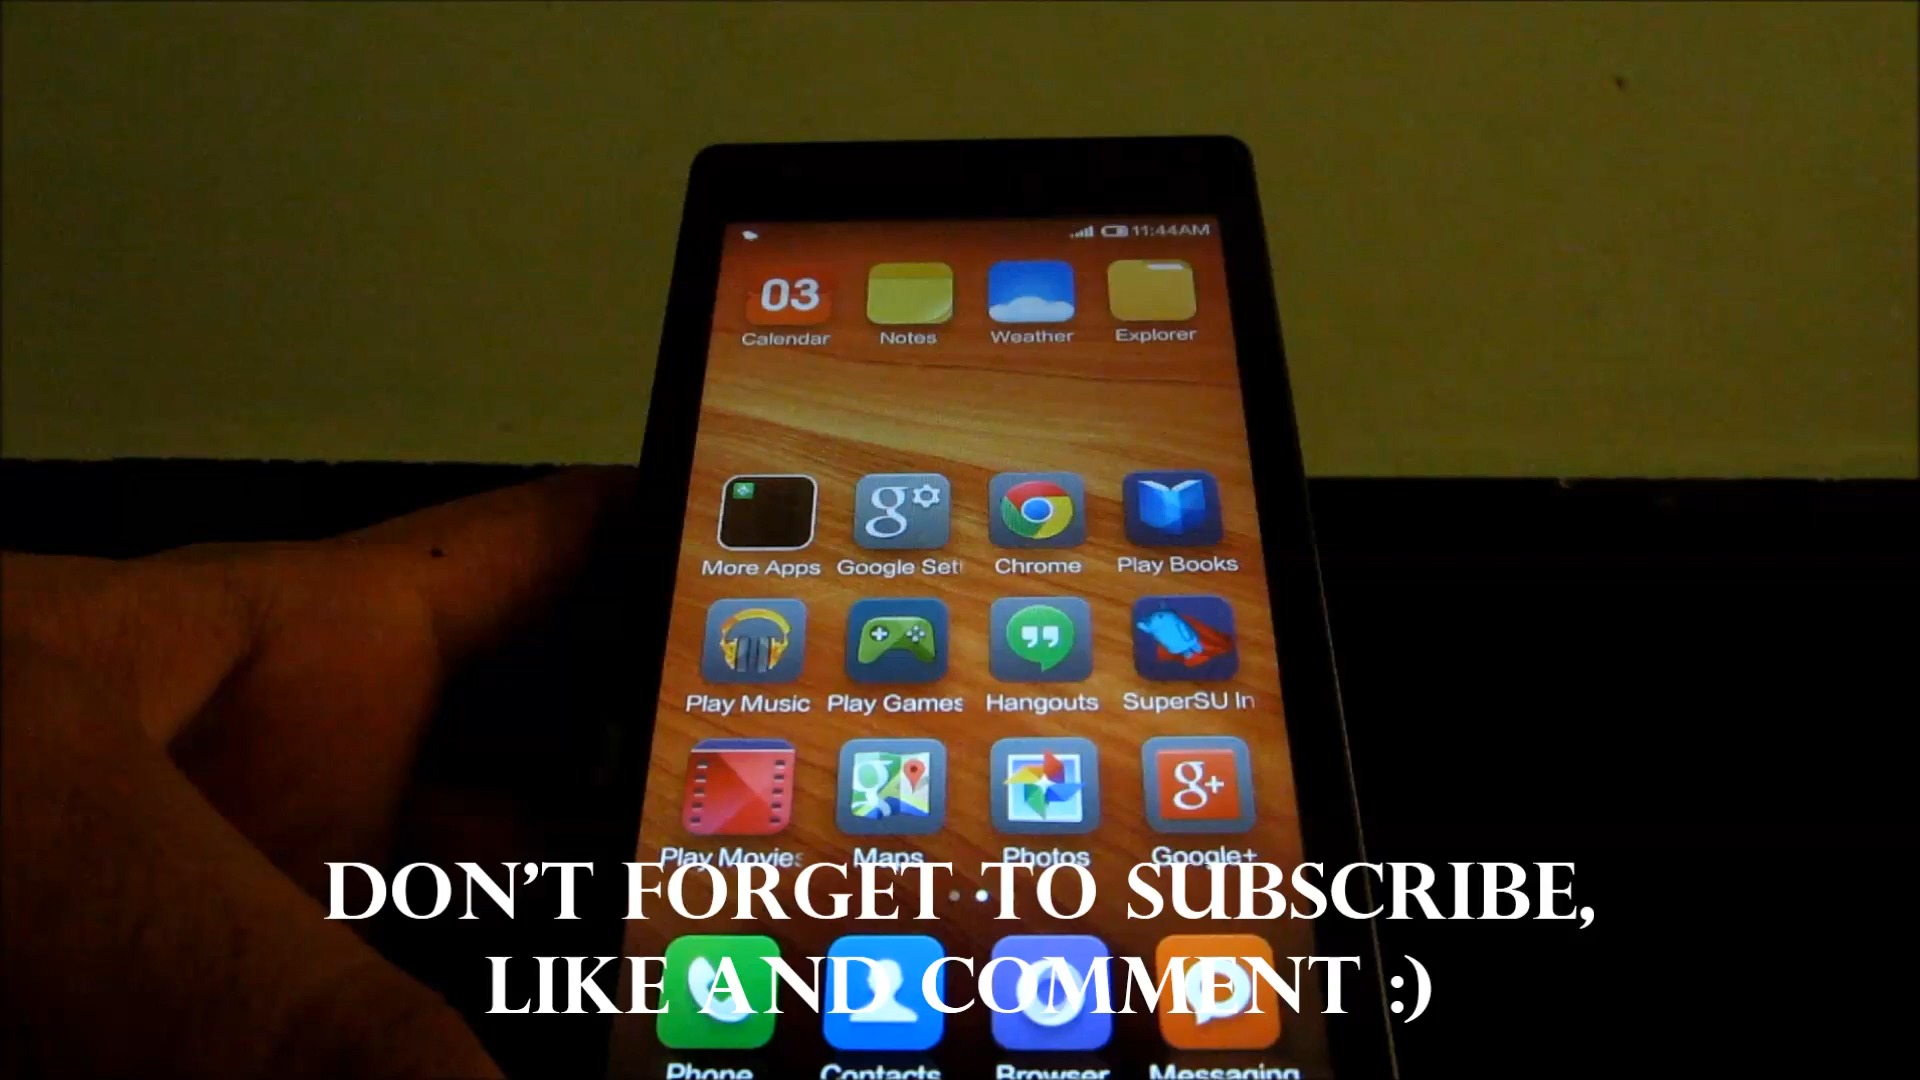 11:44AM
03
Calendar Notes Weather Explorer
More Apps Google Set Chrome Play Books
Play Music Play Games Hangouts SuperSU In
g+
Play Movies Maps Photos Google+
DON'T FORGET TO SUBSCRIBE,
LIKE AND COMMENT :)
Phone Contacts Browser Messaging